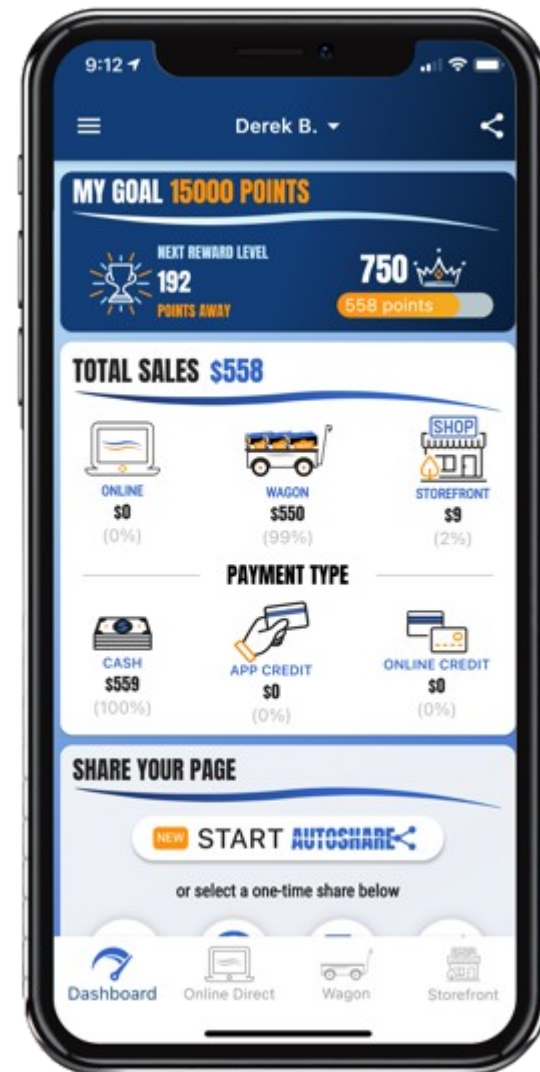 9:12
Derek B.
MY GOAL 15000 POINTS
NEXT REWARD LEVEL
192
POINTS AWAY
750
558 points
TOTAL SALES $558
SHOP
ONLINE
$0
(0%)
WAGON
$550
(99%)
STOREFRONT
$9
(2%)
PAYMENT TYPE
CASH
$559
(100%)
APP CREDIT
$0
(0%)
ONLINE CREDIT
$0
(0%)
SHARE YOUR PAGE
NEW START AUTOSHARE
or select a one-time share below
Dashboard
Online Direct
Wagon
Storefront